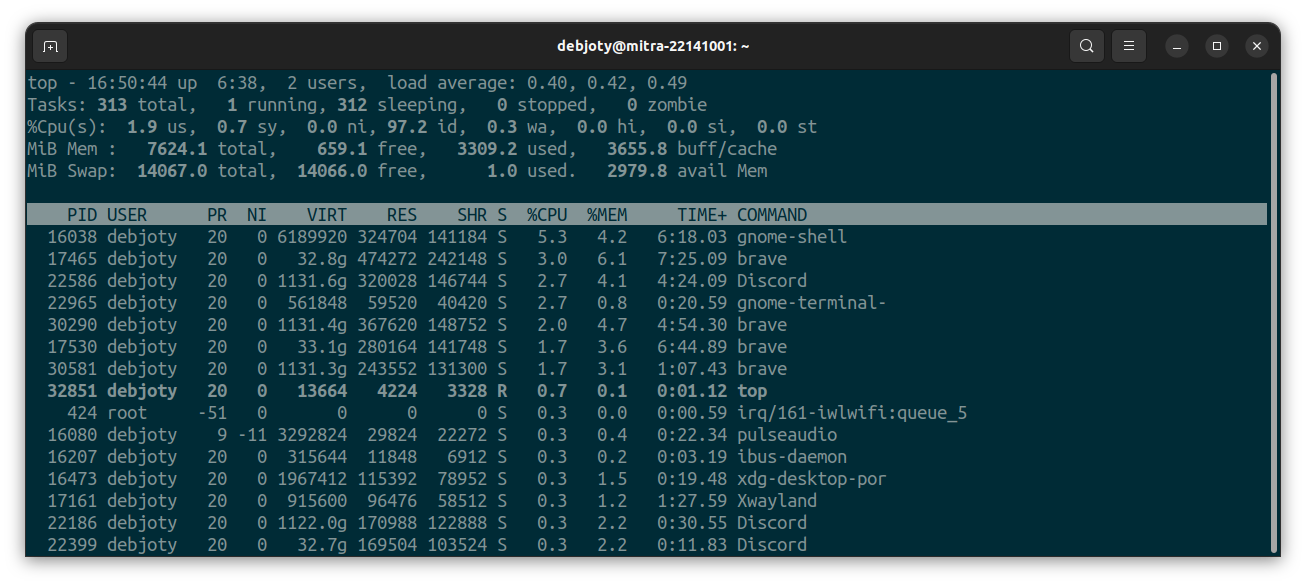 debjoty@mitra-22141001: ~
top - 16:50:44 up  6:38,  2 users,  load average: 0.40, 0.42, 0.49
Tasks: 313 total,   1 running, 312 sleeping,   0 stopped,   0 zombie
%Cpu(s):  1.9 us,  0.7 sy,  0.0 ni, 97.2 id,  0.3 wa,  0.0 hi,  0.0 si,  0.0 st
MiB Mem :   7624.1 total,    659.1 free,   3309.2 used,   3655.8 buff/cache
MiB Swap:  14067.0 total,  14066.0 free,      1.0 used.   2979.8 avail Mem
    PID USER      PR  NI    VIRT    RES    SHR S  %CPU  %MEM     TIME+ COMMAND
  16038 debjoty   20   0 6189920 324704 141184 S   5.3   4.2   6:18.03 gnome-shell
  17465 debjoty   20   0   32.8g 474272 242148 S   3.0   6.1   7:25.09 brave
  22586 debjoty   20   0 1131.6g 320028 146744 S   2.7   4.1   4:24.09 Discord
  22965 debjoty   20   0  561848  59520  40420 S   2.7   0.8   0:20.59 gnome-terminal-
  30290 debjoty   20   0 1131.4g 367620 148752 S   2.0   4.7   4:54.30 brave
  17530 debjoty   20   0   33.1g 280164 141748 S   1.7   3.6   6:44.89 brave
  30581 debjoty   20   0 1131.3g 243552 131300 S   1.7   3.1   1:07.43 brave
  32851 debjoty   20   0   13664   4224   3328 R   0.7   0.1   0:01.12 top
    424 root     -51   0       0      0      0 S   0.3   0.0   0:00.59 irq/161-iwlwifi:queue_5
  16080 debjoty    9 -11 3292824  29824  22272 S   0.3   0.4   0:22.34 pulseaudio
  16207 debjoty   20   0  315644  11848   6912 S   0.3   0.2   0:03.19 ibus-daemon
  16473 debjoty   20   0 1967412 115392  78952 S   0.3   1.5   0:19.48 xdg-desktop-por
  17161 debjoty   20   0  915600  96476  58512 S   0.3   1.2   1:27.59 Xwayland
  22186 debjoty   20   0 1122.0g 170988 122888 S   0.3   2.2   0:30.55 Discord
  22399 debjoty   20   0   32.7g 169504 103524 S   0.3   2.2   0:11.83 Discord